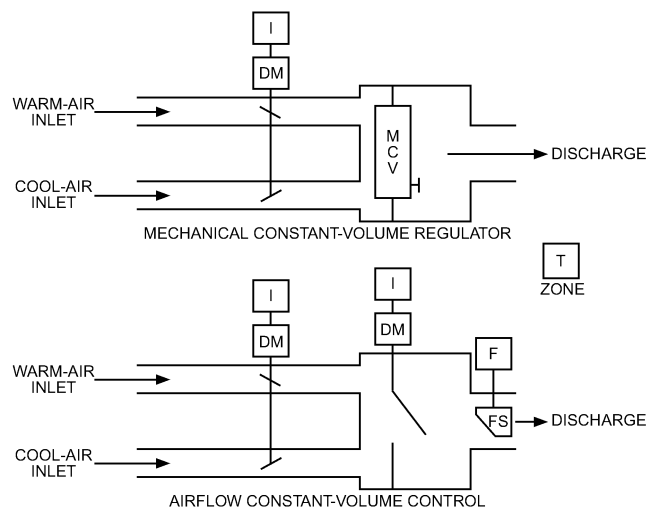 I
DM
WARM-AIR
INLET
M
C
V
DISCHARGE
COOL-AIR
INLET
MECHANICAL CONSTANT-VOLUME REGULATOR
T
ZONE
I
I
DM
DM
F
WARM-AIR
INLET
FS
DISCHARGE
COOL-AIR
INLET
AIRFLOW CONSTANT-VOLUME CONTROL